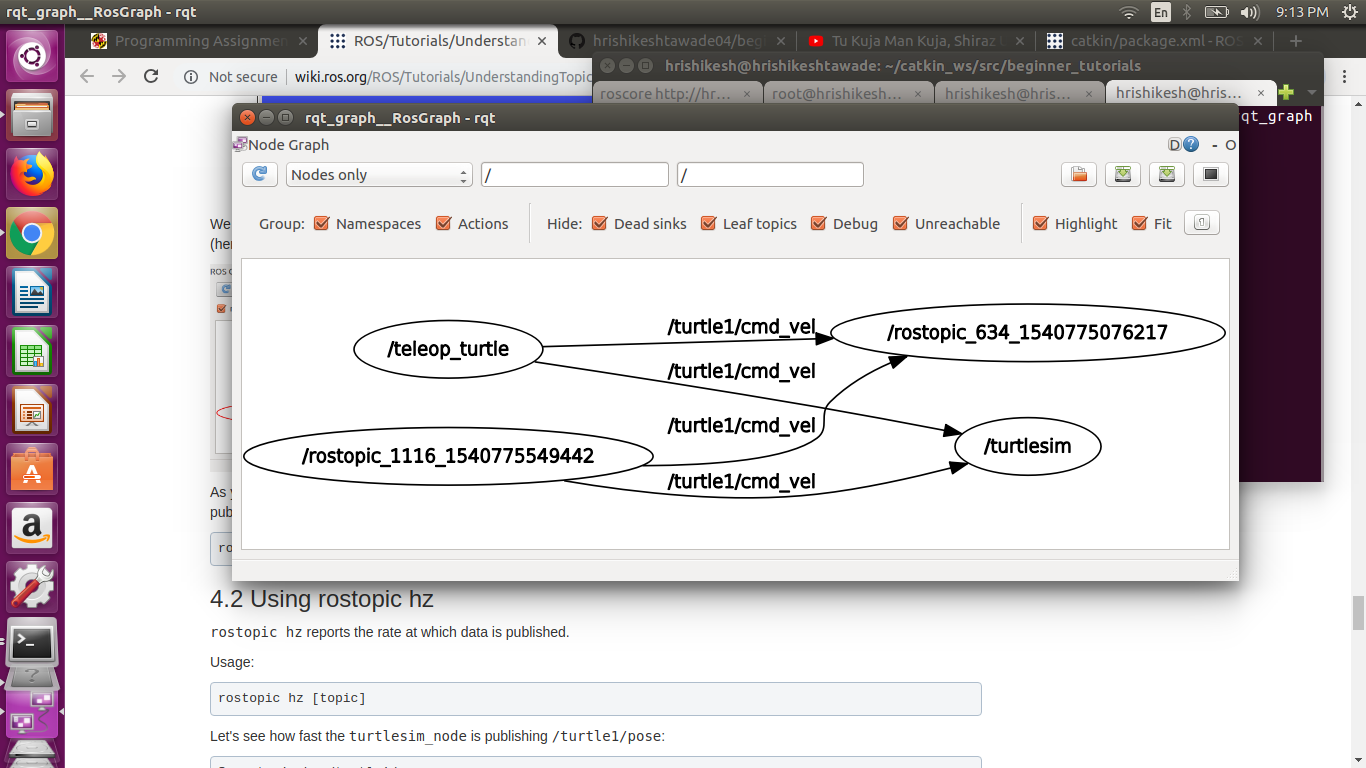 rqt_graph__RosGraph - rqt
En
9:13 PM
Programming Assignmen
ROS/Tutorials/Understan
hrishikeshtawade04/beg
Tu Kuja Man Kuja, Shiraz
catkin/package.xml - ROS
Not secure
wiki.ros.org/ROS/Tutorials/UnderstandingTopic
hrishikesh@hrishikeshtawade: ~/catkin_ws/src/beginner_tutorials
roscore http://hr...
root@hrishikesh...
hrishikesh@hris...
hrishikesh@hris...
qt_graph
rqt_graph__RosGraph - rqt
Node Graph
D
- O
Nodes only
/
/
Group:
Namespaces
Actions
Hide:
Dead sinks
Leaf topics
Debug
Unreachable
Highlight
Fit
/teleop_turtle
/turtle1/cmd_vel
/rostopic_634_1540775076217
/turtle1/cmd_vel
/turtle1/cmd_vel
/rostopic_1116_1540775549442
/turtlesim
/turtle1/cmd_vel
We
(her
ROS G
As y
pub
ro
4.2 Using rostopic hz
rostopic hz reports the rate at which data is published.
Usage:
rostopic hz [topic]
Let's see how fast the turtlesim_node is publishing /turtle1/pose: